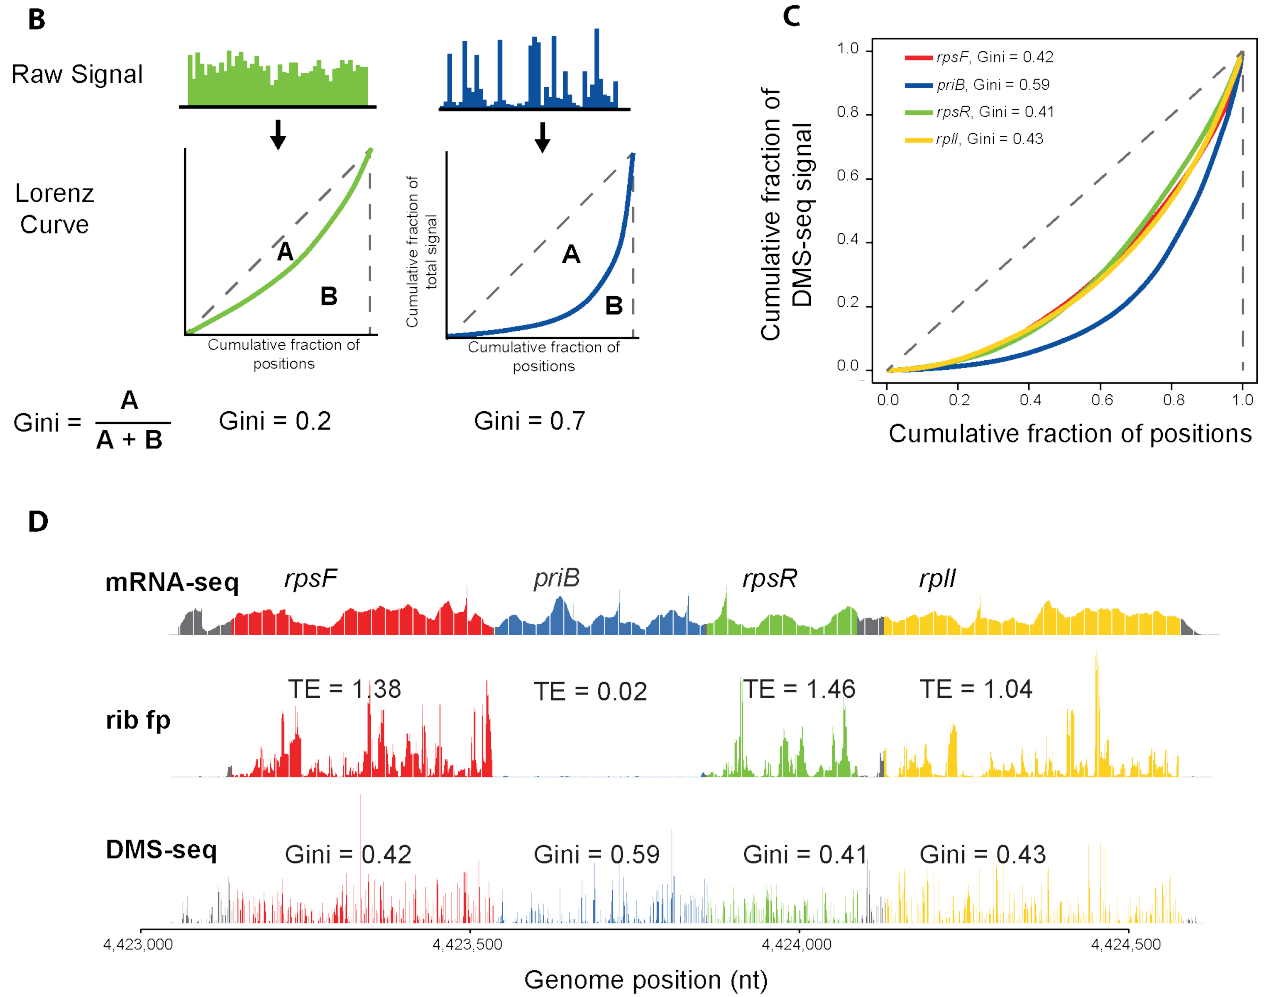 B
Raw Signal
Lorenz
Curve
A
B
Cumulative fraction of
positions
Cumulative fraction of
total signal
A
B
Cumulative fraction of
positions
Gini = A / A + B
Gini = 0.2
Gini = 0.7
C
Cumulative fraction of
DMS-seq signal
1.0
0.8
0.6
0.4
0.2
0.0
rpsF, Gini = 0.42
priB, Gini = 0.59
rpsR, Gini = 0.41
rplI, Gini = 0.43
0.0 0.2 0.4 0.6 0.8 1.0
Cumulative fraction of positions
D
mRNA-seq rpsF priB rpsR rplI
rib fp TE = 1.38 TE = 0.02 TE = 1.46 TE = 1.04
DMS-seq Gini = 0.42 Gini = 0.59 Gini = 0.41 Gini = 0.43
4,423,000 4,423,500 4,424,000 4,424,500
Genome position (nt)